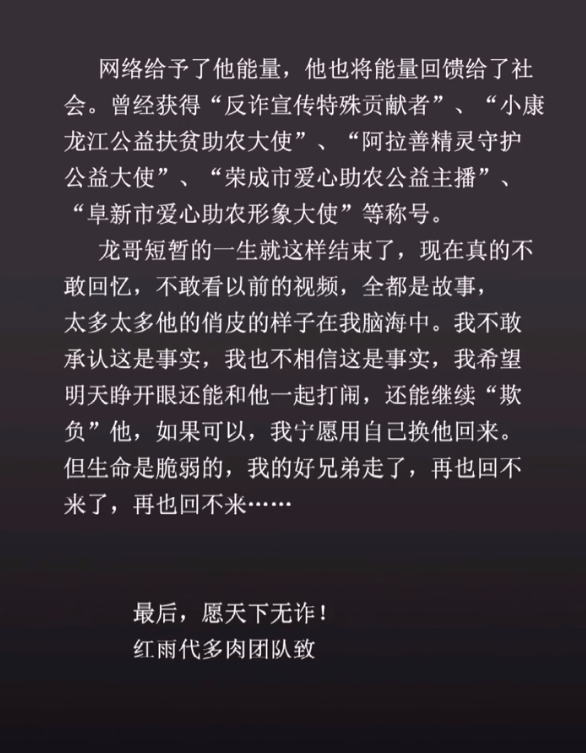 网络给予了他能量，他也将能量回馈给了社
会。曾经获得“反诈宣传特殊贡献者”、“小康
龙江公益扶贫助农大使”、“阿拉善精灵守护
公益大使”、“荣成市爱心助农公益主播”、
“阜新市爱心助农形象大使”等称号。
龙哥短暂的一生就这样结束了，现在真的不
敢回忆，不敢看以前的视频，全都是故事，
太多太多他的俏皮的样子在我脑海中。我不敢
承认这是事实，我也不相信这是事实，我希望
明天睁开眼还能和他一起打闹，还能继续“欺
负”他，如果可以，我宁愿用自己换他回来。
但生命是脆弱的，我的好兄弟走了，再也回不
来了，再也回不来……
最后，愿天下无诈！
红雨代多肉团队致